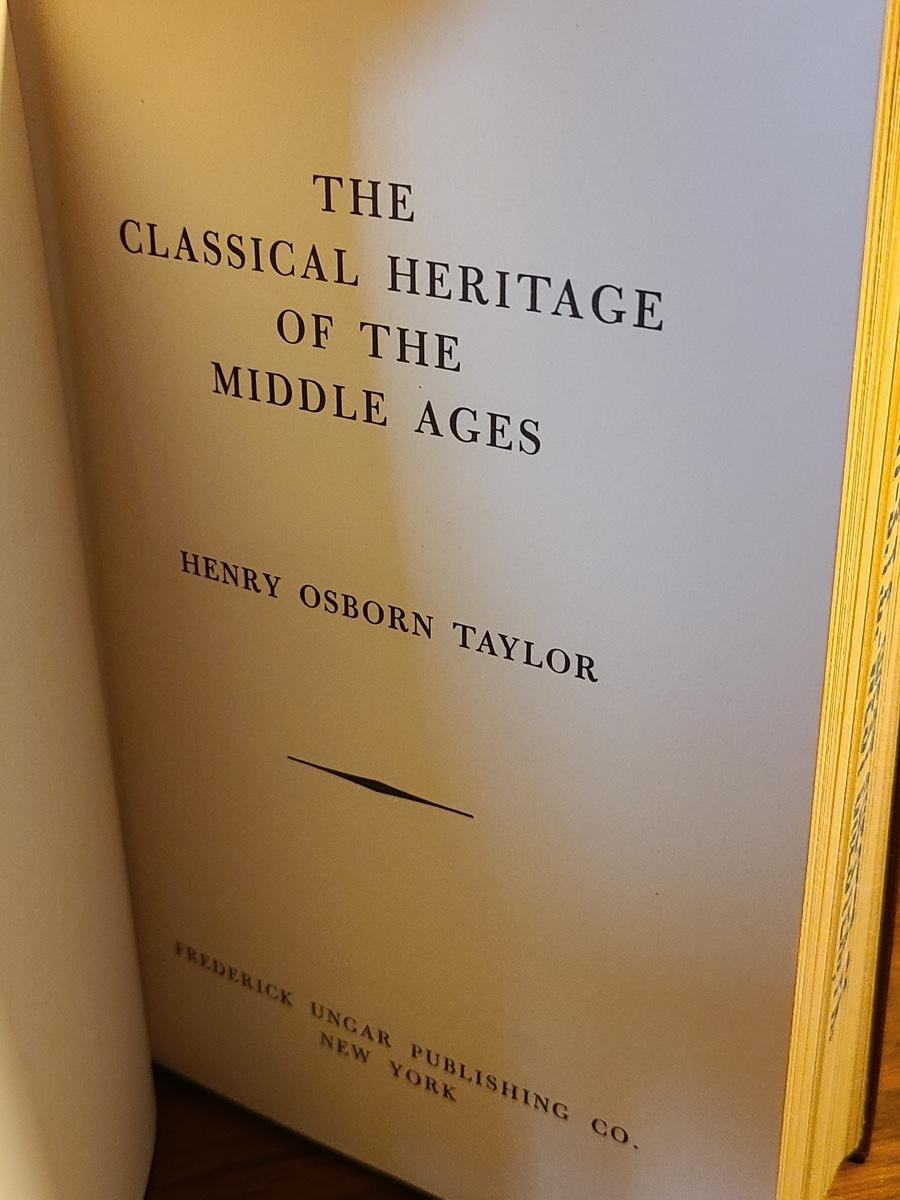 THE
CLASSICAL HERITAGE
OF THE
MIDDLE AGES
HENRY OSBORN TAYLOR
FREDERICK UNGAR PUBLISHING CO.
NEW YORK